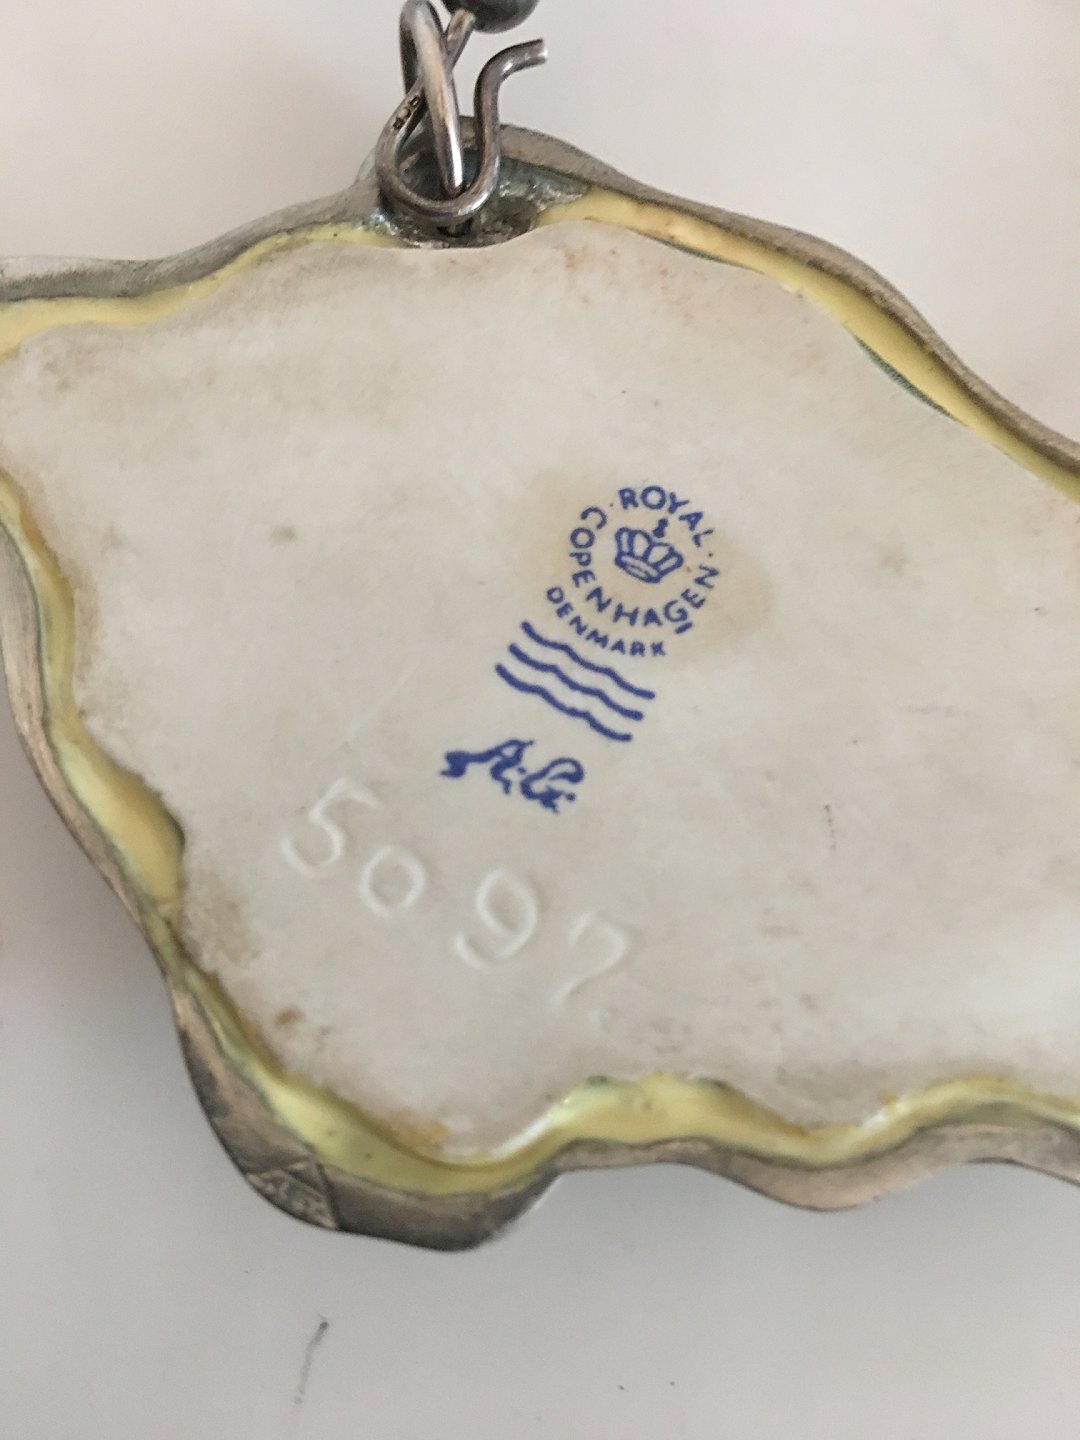 ROYAL
COPENHAGEN
DENMARK
A.G.
5097